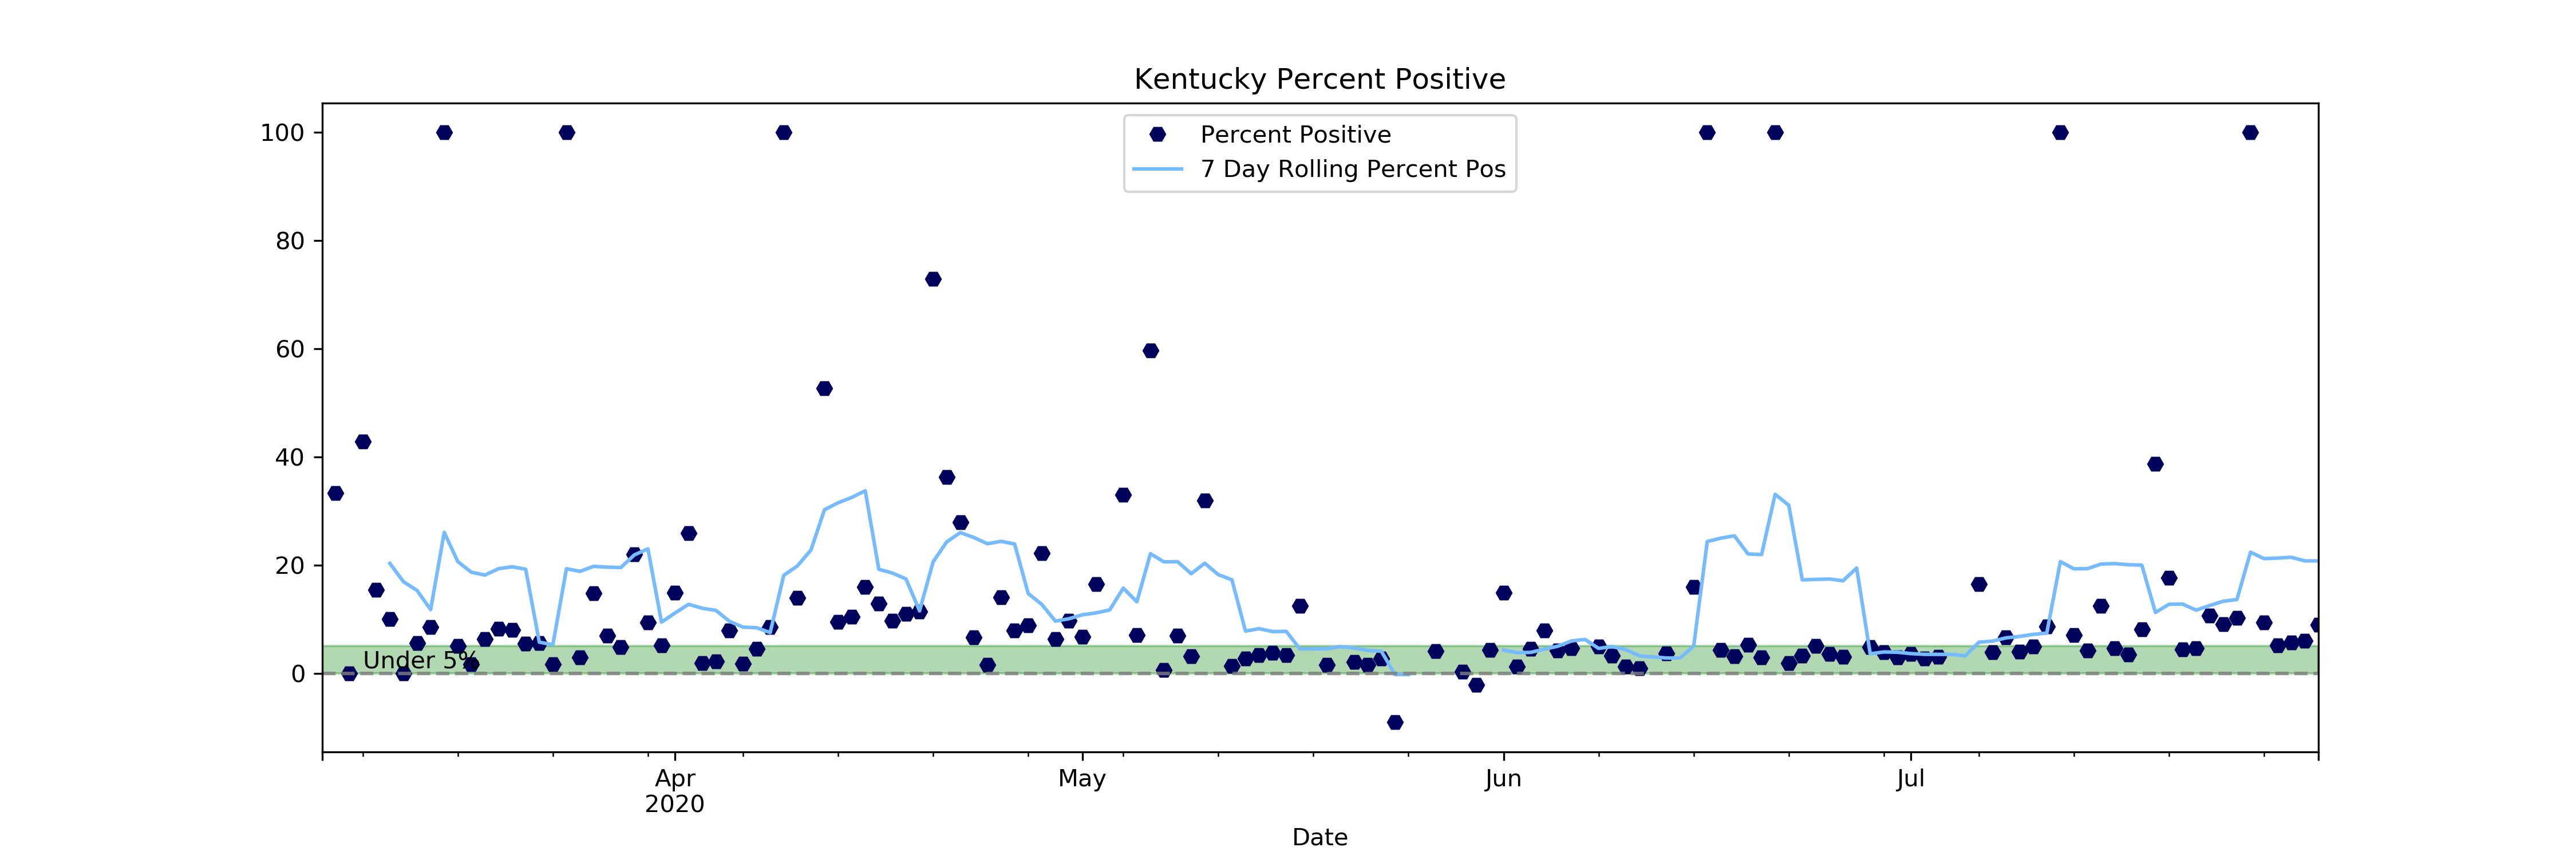 Kentucky Percent Positive
Percent Positive
7 Day Rolling Percent Pos
100
80
60
40
20
0
Under 5%
Apr
2020
May
Jun
Jul
Date